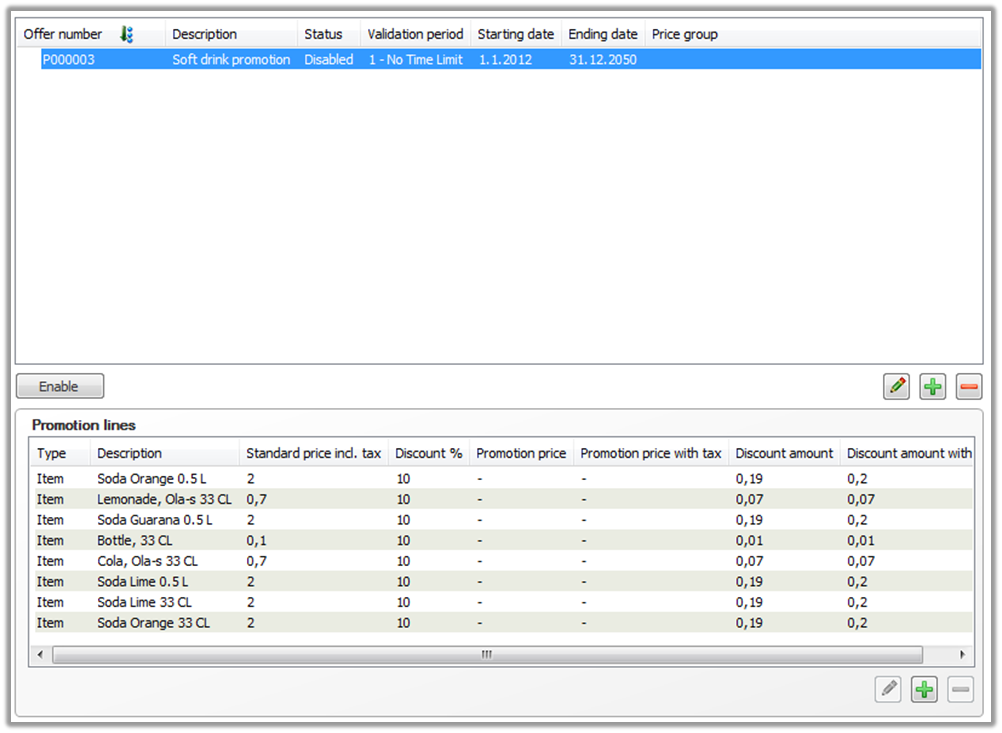 Offer number Description Status Validation period Starting date Ending date Price group
P000003 Soft drink promotion Disabled 1 - No Time Limit 1.1.2012 31.12.2050
Enable
Promotion lines
Type Description Standard price incl. tax Discount % Promotion price Promotion price with tax Discount amount Discount amount with
Item Soda Orange 0.5 L 2 10 - - 0,19 0,2
Item Lemonade, Ola-s 33 CL 0,7 10 - - 0,07 0,07
Item Soda Guarana 0.5 L 2 10 - - 0,19 0,2
Item Bottle, 33 CL 0,1 10 - - 0,01 0,01
Item Cola, Ola-s 33 CL 0,7 10 - - 0,07 0,07
Item Soda Lime 0.5 L 2 10 - - 0,19 0,2
Item Soda Lime 33 CL 2 10 - - 0,19 0,2
Item Soda Orange 33 CL 2 10 - - 0,19 0,2